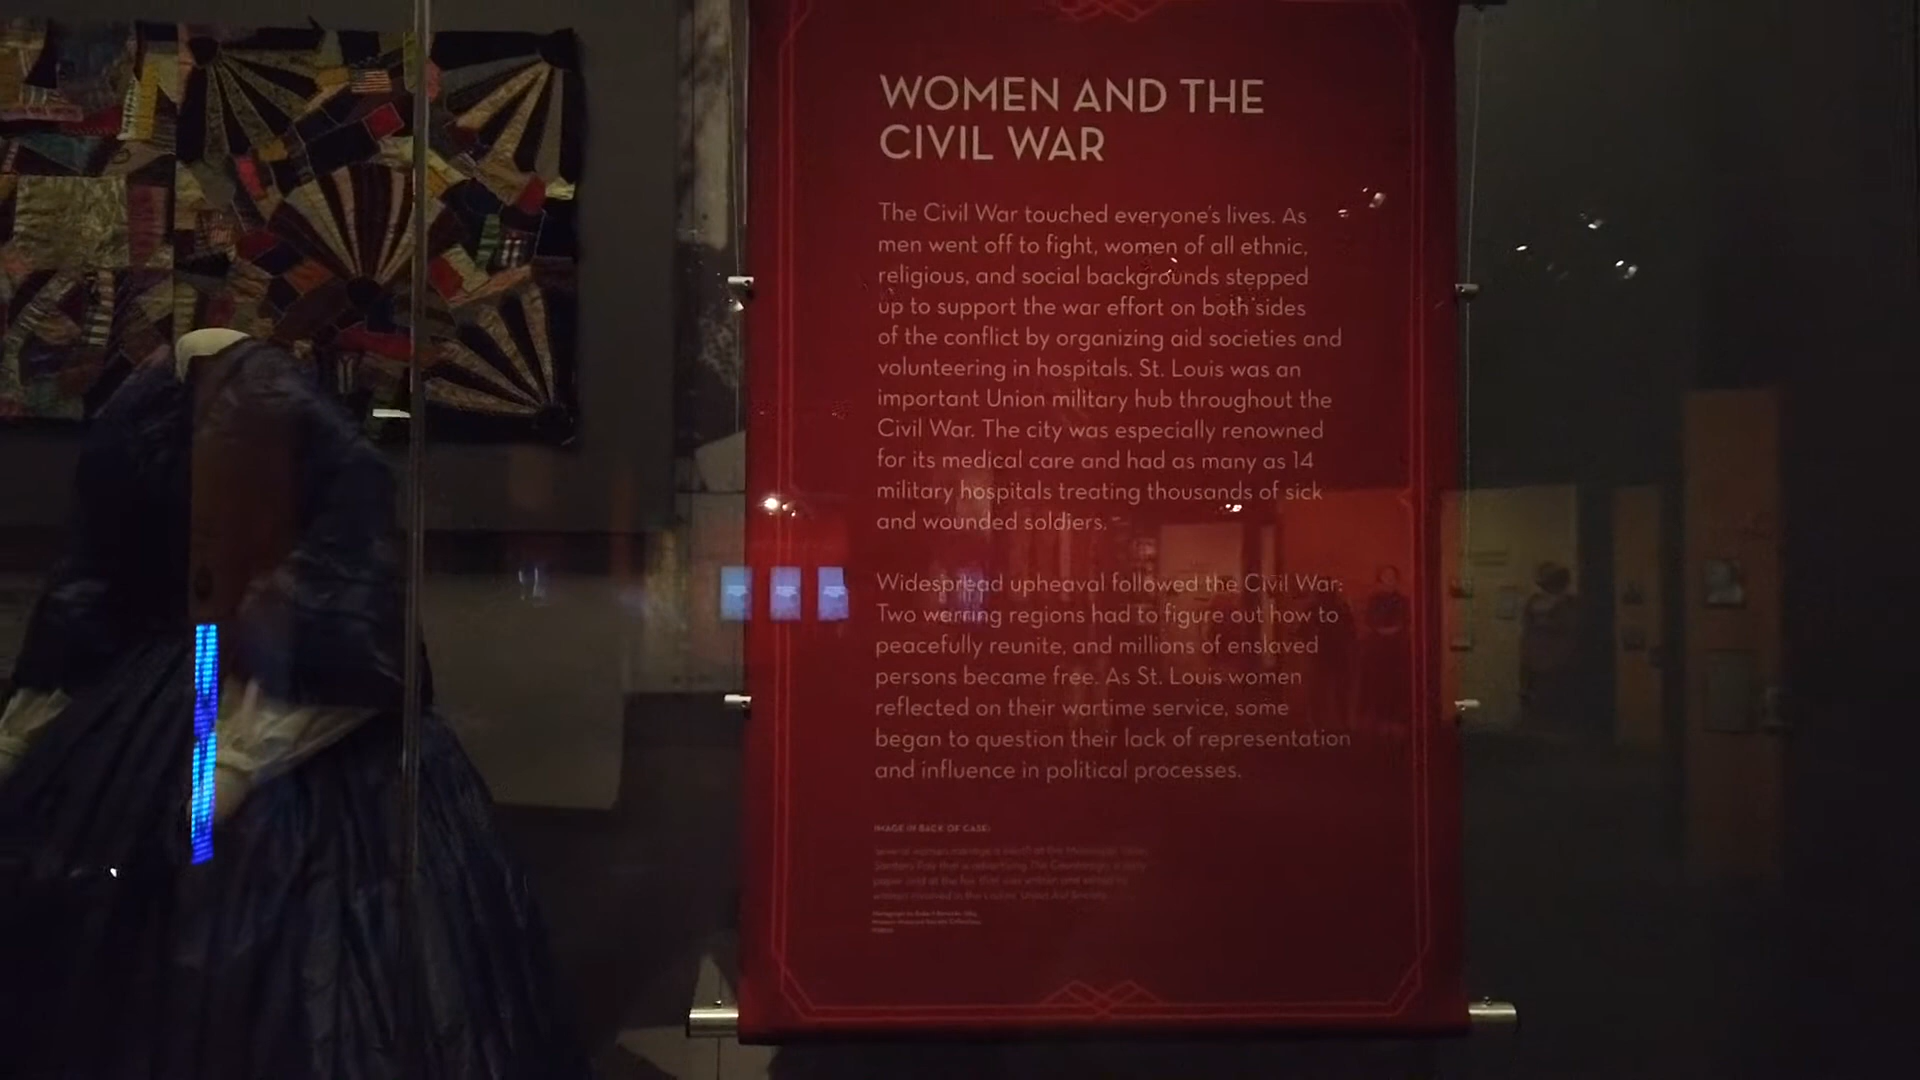 WOMEN AND THE
CIVIL WAR
The Civil War touched everyone's lives. As
men went off to fight, women of all ethnic,
religious, and social backgrounds stepped
up to support the war effort on both sides
of the conflict by organizing aid societies and
volunteering in hospitals. St. Louis was an
important Union military hub throughout the
Civil War. The city was especially renowned
for its medical care and had as many as 14
military hospitals treating thousands of sick
and wounded soldiers.
Widespread upheaval followed the Civil War:
Two warring regions had to figure out how to
peacefully reunite, and millions of enslaved
persons became free. As St. Louis women
reflected on their wartime service, some
began to question their lack of representation
and influence in political processes.
IMAGE IN BACK OF CASE: